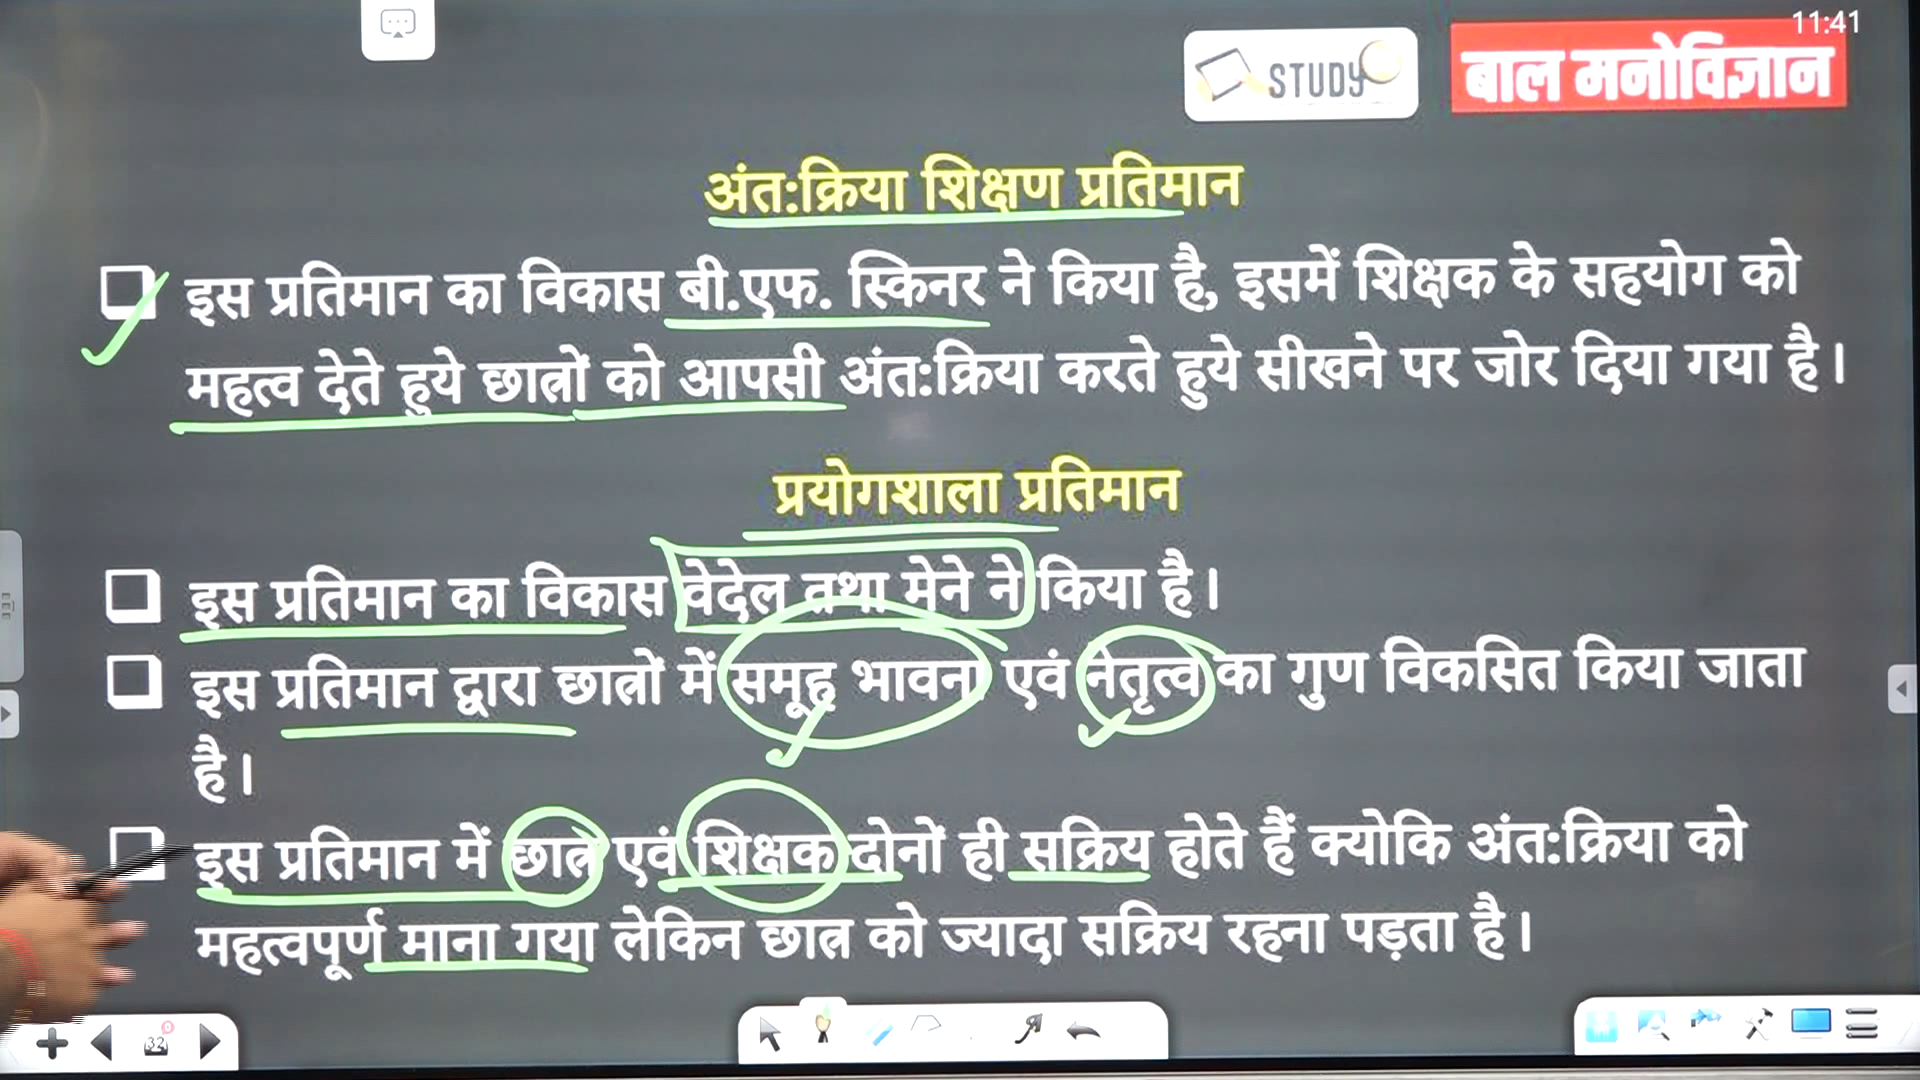 11:41
STUDY
बाल मनोविज्ञान
अंत:क्रिया शिक्षण प्रतिमान
इस प्रतिमान का विकास बी.एफ. स्किनर ने किया है, इसमें शिक्षक के सहयोग को
महत्व देते हुये छात्रों को आपसी अंत:क्रिया करते हुये सीखने पर जोर दिया गया है।
प्रयोगशाला प्रतिमान
इस प्रतिमान का विकास वेदेल तथा मेने ने किया है।
इस प्रतिमान द्वारा छात्रों में समूह भावना एवं नेतृत्व का गुण विकसित किया जाता
है।
इस प्रतिमान में छात्र एवं शिक्षक दोनों ही सक्रिय होते हैं क्योकि अंत:क्रिया को
महत्वपूर्ण माना गया लेकिन छात्र को ज्यादा सक्रिय रहना पड़ता है।
32